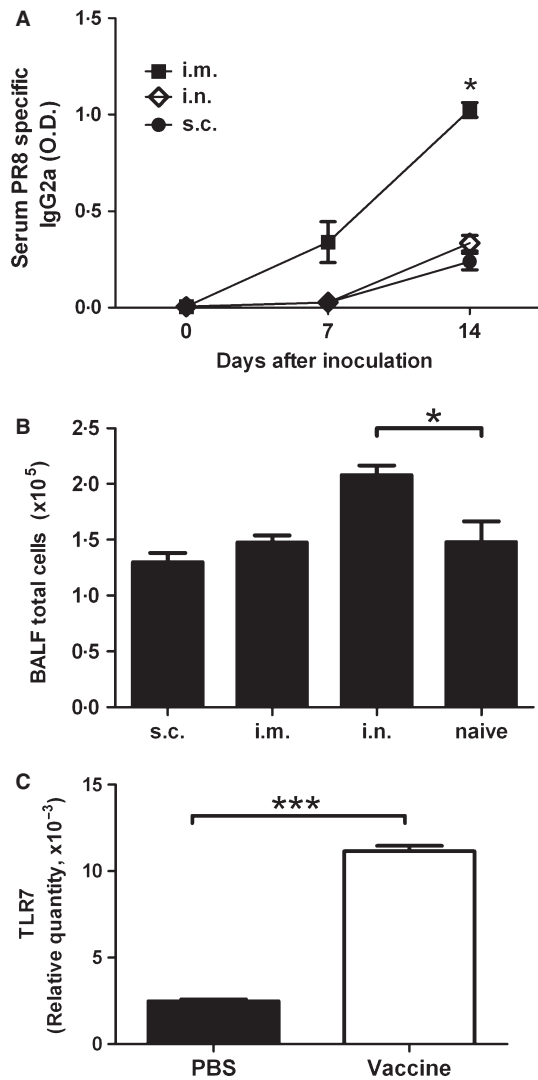 A
1·5
1·0
0·5
0·0
Serum PR8 specific
IgG2a (O.D.)
i.m.
i.n.
s.c.
*
0 7 14
Days after inoculation
B
2·5
2·0
1·5
1·0
0·5
0·0
BALF total cells (x10⁵)
*
s.c. i.m. i.n. naive
C
15
10
5
0
TLR7
(Relative quantity, x10⁻³)
***
PBS Vaccine